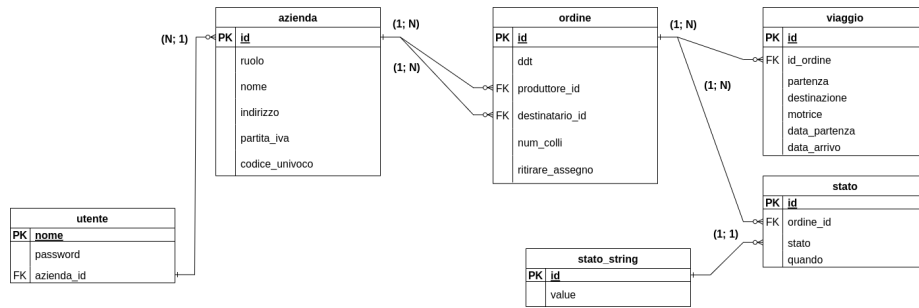 azienda
PK id
ruolo
nome
indirizzo
partita_iva
codice_univoco
(N; 1)
(1; N)
(1; N)
ordine
PK id
ddt
FK produttore_id
FK destinatario_id
num_colli
ritirare_assegno
(1; N)
(1; N)
viaggio
PK id
FK id_ordine
partenza
destinazione
motrice
data_partenza
data_arrivo
utente
PK nome
password
FK azienda_id
stato_string
PK id
value
(1; 1)
stato
PK id
FK ordine_id
stato
quando